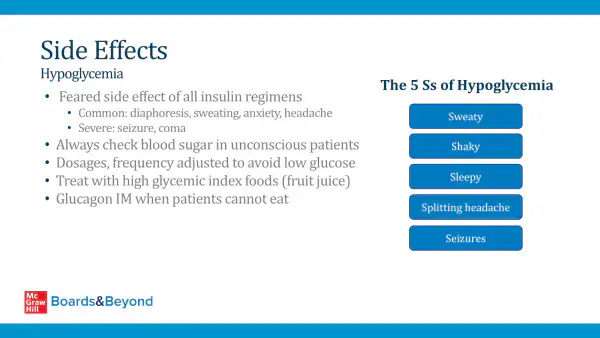 Side Effects
Hypoglycemia
• Feared side effect of all insulin regimens
• Common: diaphoresis, sweating, anxiety, headache
• Severe: seizure, coma
• Always check blood sugar in unconscious patients
• Dosages, frequency adjusted to avoid low glucose
• Treat with high glycemic index foods (fruit juice)
• Glucagon IM when patients cannot eat
The 5 Ss of Hypoglycemia
Sweaty
Shaky
Sleepy
Splitting headache
Seizures
Mc
Graw
Hill
Boards&Beyond